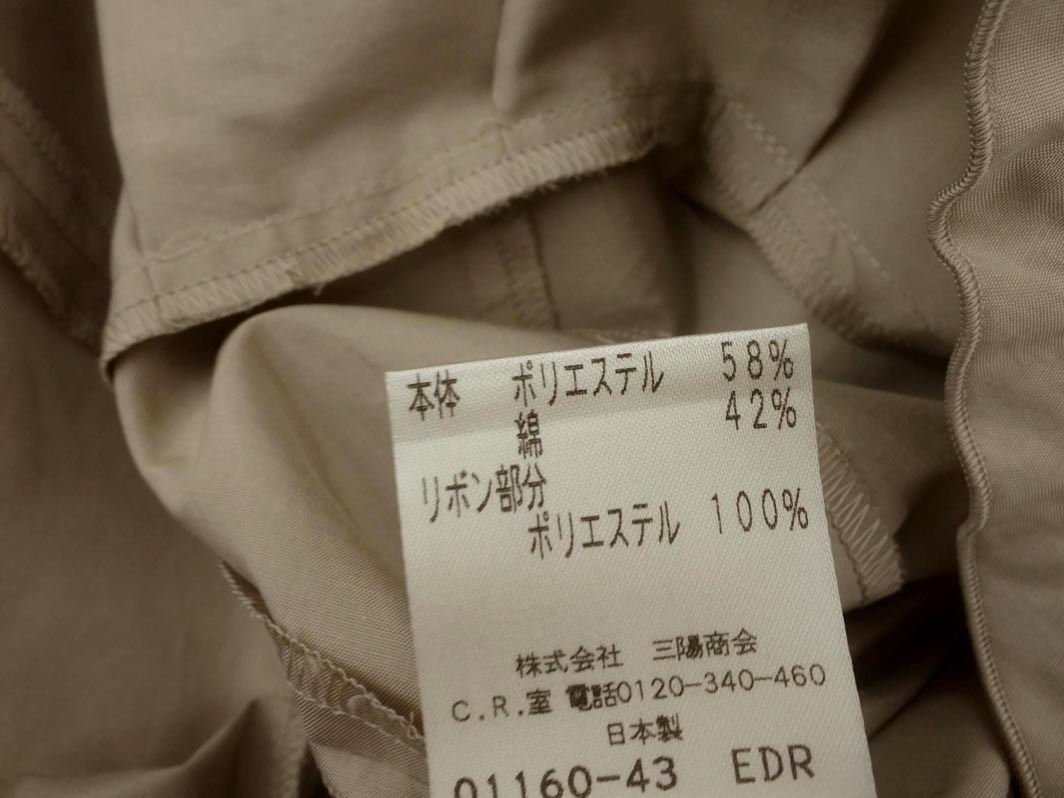 本体 ポリエステル 58%
綿 42%
リボン部分
ポリエステル 100%
株式会社 三陽商会
C.R.室 電話0120-340-460
日本製
01160-43 EDR